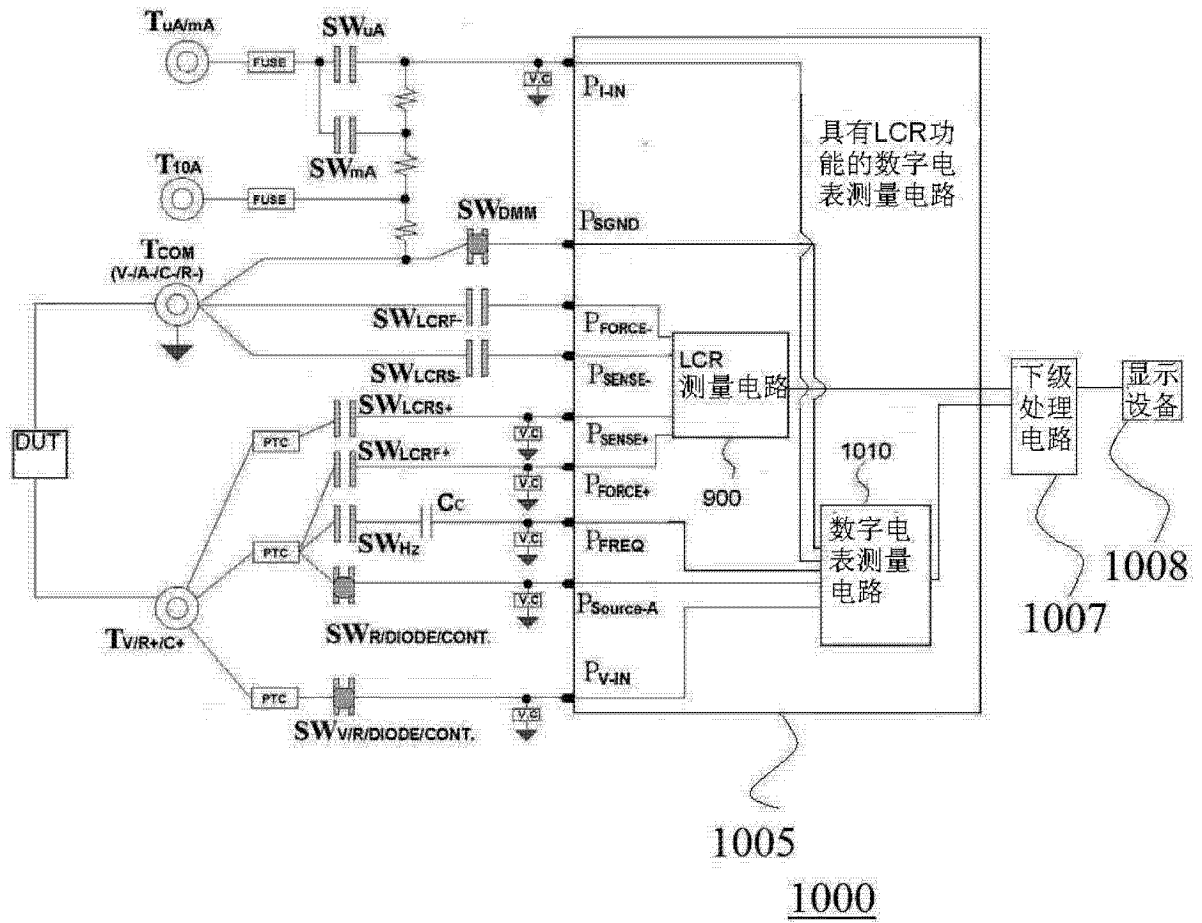 TuA/mA
SWuA
FUSE
V.C
PI-IN
SWmA
T10A
FUSE
具有LCR功
能的数字电
表测量电路
SWDMM
PSGND
TCOM
(V-/A-/C-/R-)
SWLCRF-
PFORCE-
SWLCRS-
PSENSE-
LCR
测量电路
下级
处理
电路
显示
设备
SWLCRS+
PTC
V.C
PSENSE+
DUT
SWLCRF+
V.C
PFORCE+
900
1010
CC
PTC
SWHz
V.C
PFREQ
数字电
表测量
电路
1008
V.C
PSource-A
1007
TV/R+/C+
SWR/DIODE/CONT.
PTC
V.C
PV-IN
SWV/R/DIODE/CONT.
1005
1000